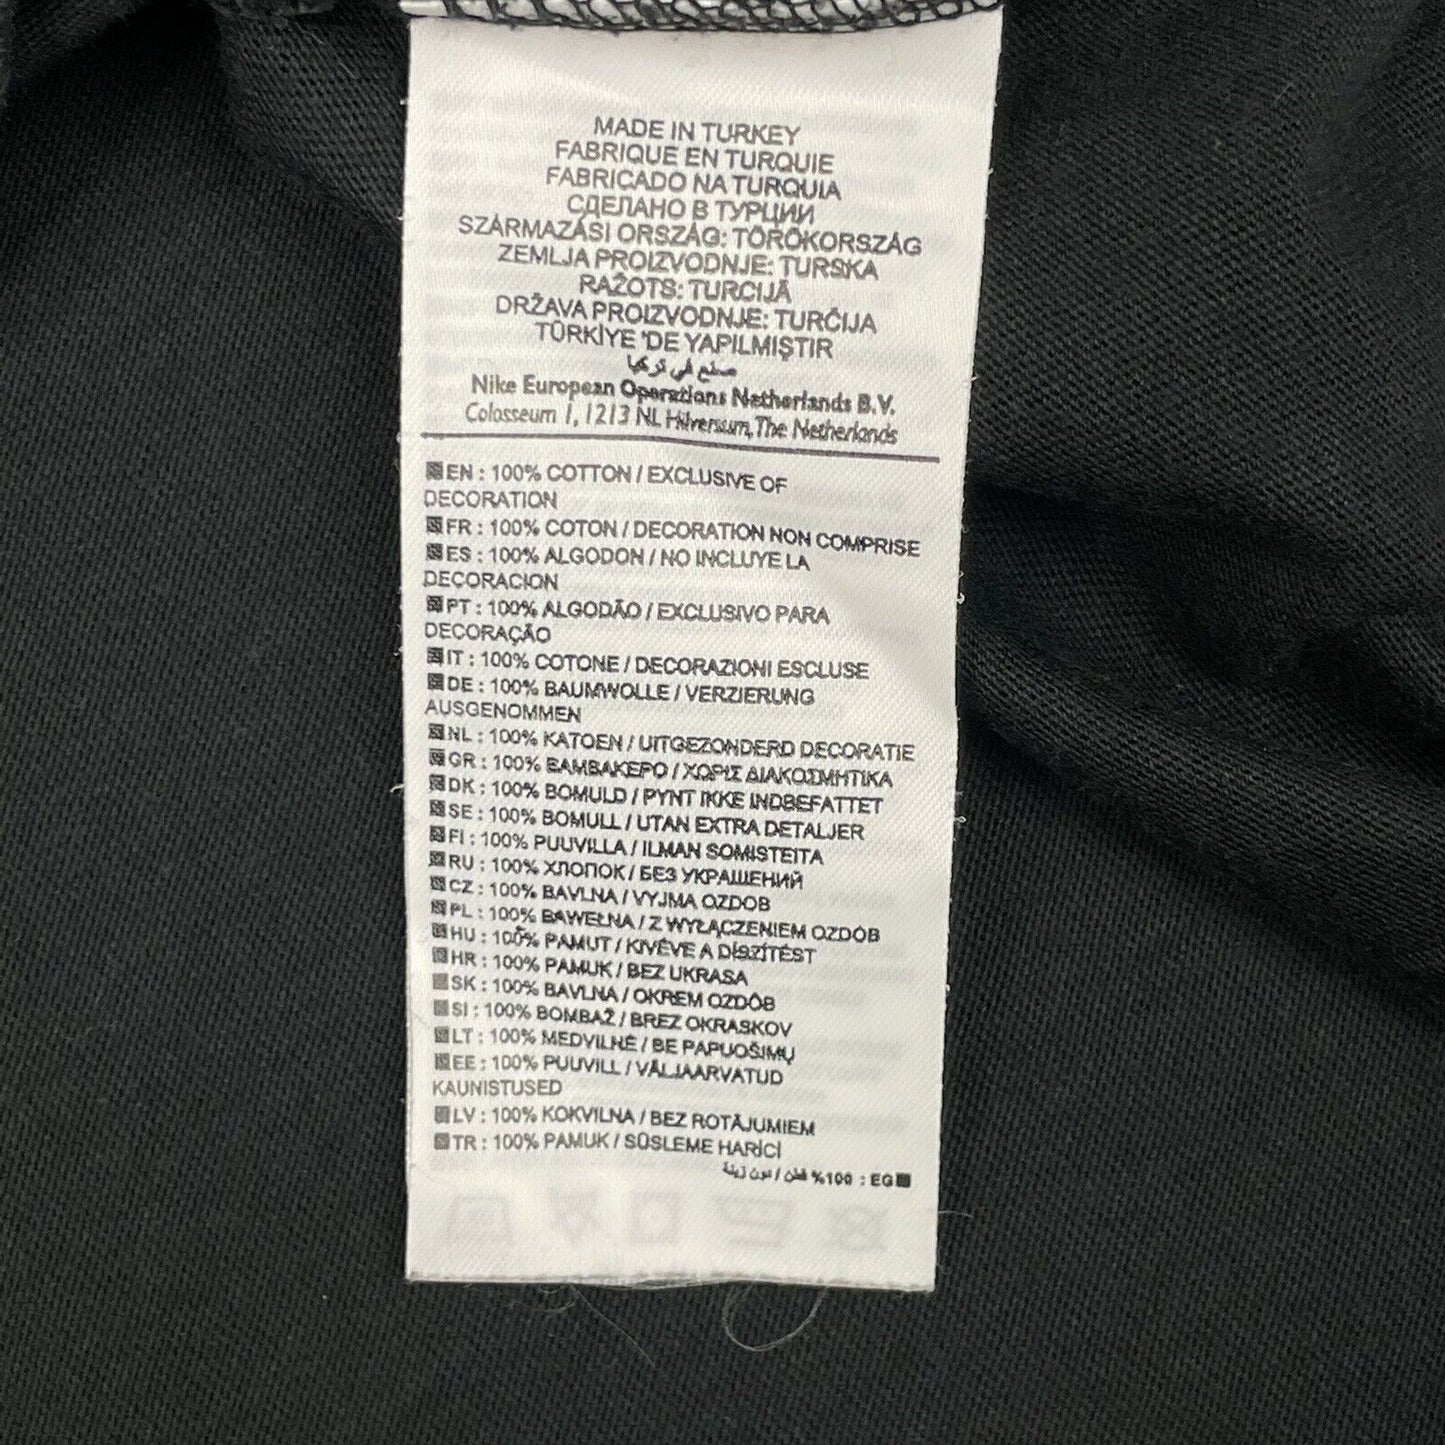 MADE IN TURKEY
FABRIQUE EN TURQUIE
FABRICADO NA TURQUIA
СДЕЛАНО В ТУРЦИИ
SZÁRMAZÁSI ORSZÁG: TÖRÖKORSZÁG
ZEMLJA PROIZVODNJE: TURSKA
RAŽOTS: TURCIJĀ
DRŽAVA PROIZVODNJE: TURČIJA
TÜRKİYE 'DE YAPILMIŞTIR
صنع في تركيا
Nike European Operations Netherlands B.V.
Colosseum 1, 1213 NL Hilversum, The Netherlands
EN : 100% COTTON / EXCLUSIVE OF
DECORATION
FR : 100% COTON / DECORATION NON COMPRISE
ES : 100% ALGODON / NO INCLUYE LA
DECORACION
PT : 100% ALGODÃO / EXCLUSIVO PARA
DECORAÇÃO
IT : 100% COTONE / DECORAZIONI ESCLUSE
DE : 100% BAUMWOLLE / VERZIERUNG
AUSGENOMMEN
NL : 100% KATOEN / UITGEZONDERD DECORATIE
GR : 100% ΒΑΜΒΑΚΕΡΟ / ΧΩΡΙΣ ΔΙΑΚΟΣΜΗΤΙΚΑ
DK : 100% BOMULD / PYNT IKKE INDBEFATTET
SE : 100% BOMULL / UTAN EXTRA DETALJER
FI : 100% PUUVILLA / ILMAN SOMISTEITA
RU : 100% ХЛОПОК / БЕЗ УКРАШЕНИЙ
CZ : 100% BAVLNA / VYJMA OZDOB
PL : 100% BAWEŁNA / Z WYŁĄCZENIEM OZDÓB
HU : 100% PAMUT / KIVÉVE A DÍSZÍTÉST
HR : 100% PAMUK / BEZ UKRASA
SK : 100% BAVLNA / OKREM OZDÔB
SI : 100% BOMBAŽ / BREZ OKRASKOV
LT : 100% MEDVILNĖ / BE PAPUOŠIMŲ
EE : 100% PUUVILL / VÄLJAARVATUD
KAUNISTUSED
LV : 100% KOKVILNA / BEZ ROTĀJUMIEM
TR : 100% PAMUK / SÜSLEME HARİCİ
EG : 100% قطن / دون زينة